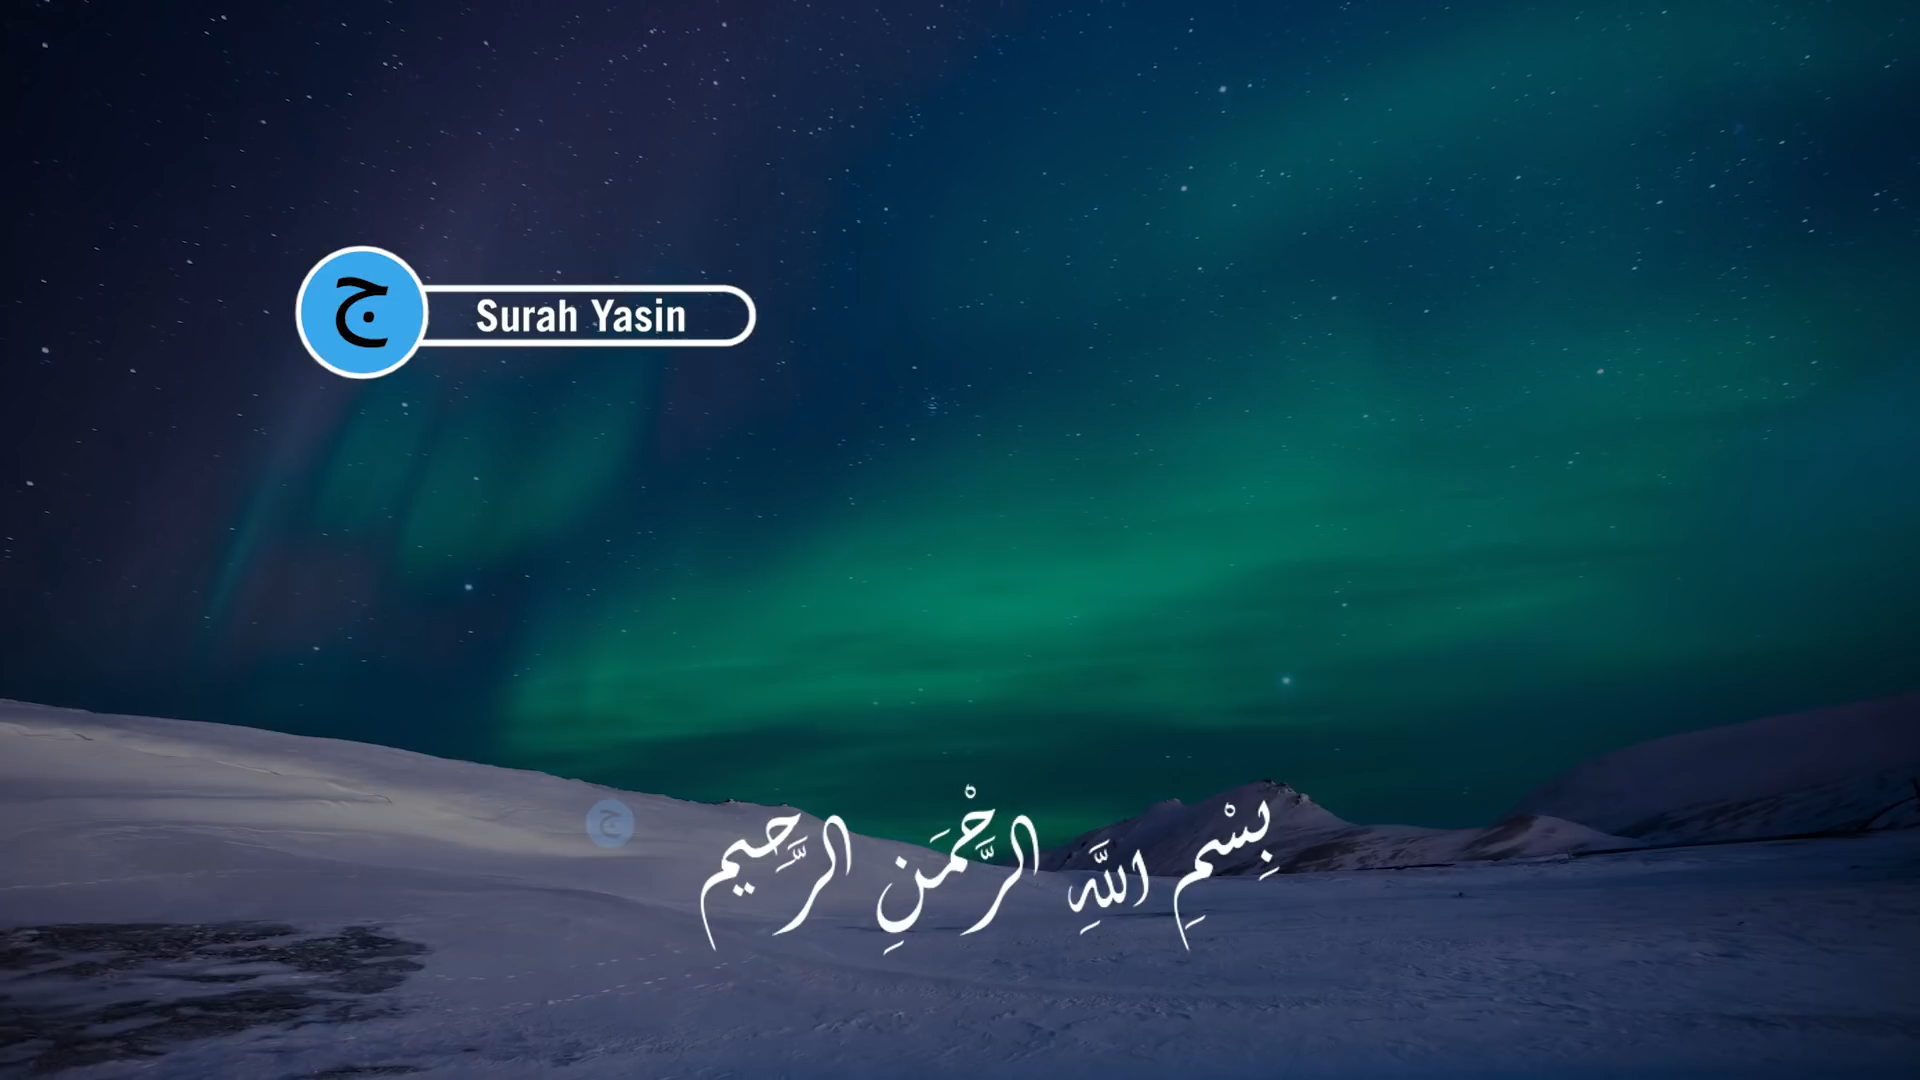 ج
Surah Yasin
ج
بِسْمِ اللَّهِ الرَّحْمَنِ الرَّحِيم